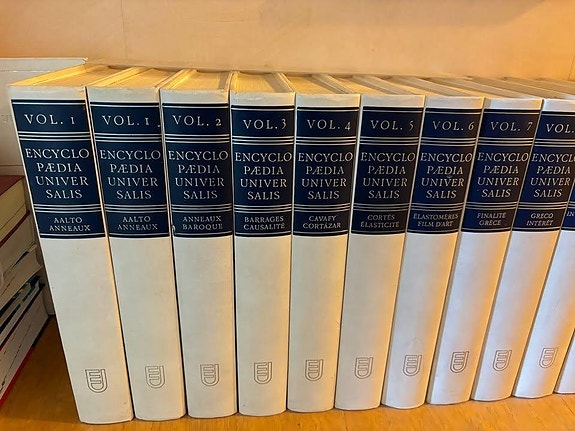 VOL. 1
ENCYCLO
PÆDIA
UNIVER
SALIS
AALTO
ANNEAUX
VOL. 1
ENCYCLO
PÆDIA
UNIVER
SALIS
AALTO
ANNEAUX
VOL. 2
ENCYCLO
PÆDIA
UNIVER
SALIS
ANNEAUX
BAROQUE
VOL. 3
ENCYCLO
PÆDIA
UNIVER
SALIS
BARRAGES
CAUSALITÉ
VOL. 4
ENCYCLO
PÆDIA
UNIVER
SALIS
CAVAFY
CORTÁZAR
VOL. 5
ENCYCLO
PÆDIA
UNIVER
SALIS
CORTÉS
ÉLASTICITÉ
VOL. 6
ENCYCLO
PÆDIA
UNIVER
SALIS
ÉLASTOMÈRES
FILM D'ART
VOL. 7
ENCYCLO
PÆDIA
UNIVER
SALIS
FINALITÉ
GRÈCE
ENCYCLO
PÆDIA
UNIVER
SALIS
GRECO
INTÉRÊT